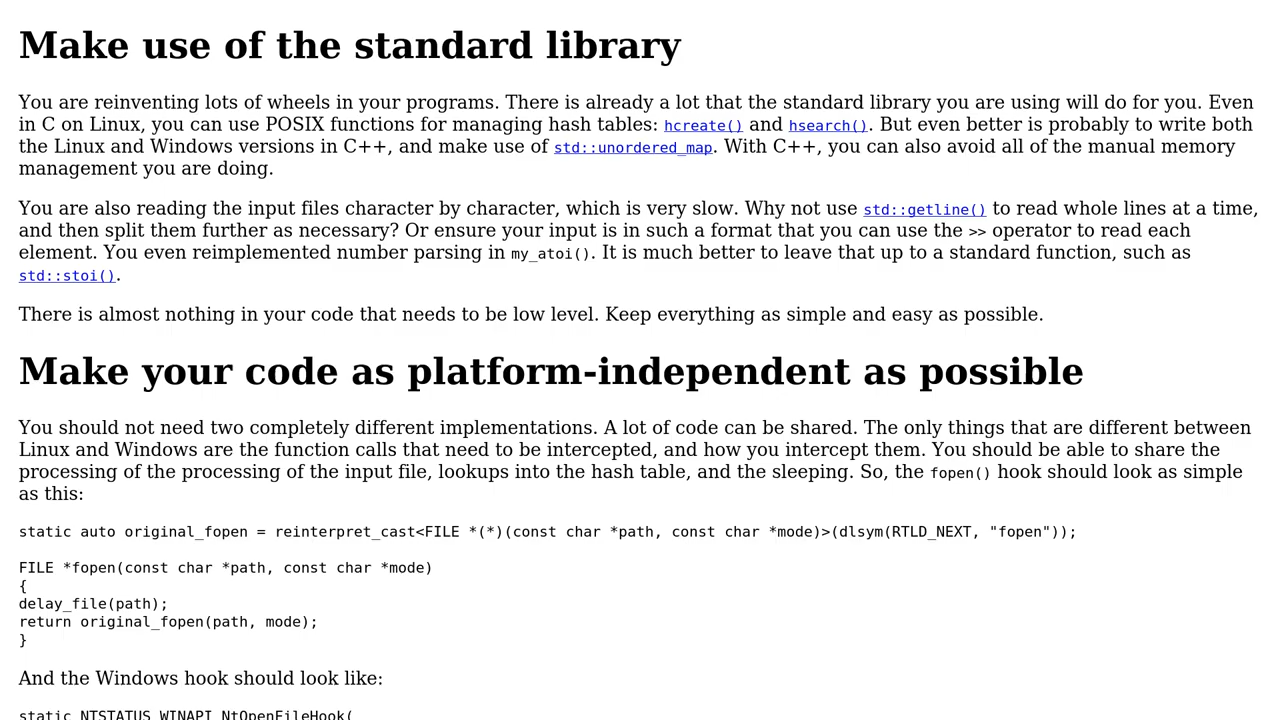 Make use of the standard library
You are reinventing lots of wheels in your programs. There is already a lot that the standard library you are using will do for you. Even
in C on Linux, you can use POSIX functions for managing hash tables: hcreate() and hsearch(). But even better is probably to write both
the Linux and Windows versions in C++, and make use of std::unordered_map. With C++, you can also avoid all of the manual memory
management you are doing.
You are also reading the input files character by character, which is very slow. Why not use std::getline() to read whole lines at a time,
and then split them further as necessary? Or ensure your input is in such a format that you can use the >> operator to read each
element. You even reimplemented number parsing in my_atoi(). It is much better to leave that up to a standard function, such as
std::stoi().
There is almost nothing in your code that needs to be low level. Keep everything as simple and easy as possible.
Make your code as platform-independent as possible
You should not need two completely different implementations. A lot of code can be shared. The only things that are different between
Linux and Windows are the function calls that need to be intercepted, and how you intercept them. You should be able to share the
processing of the processing of the input file, lookups into the hash table, and the sleeping. So, the fopen() hook should look as simple
as this:
static auto original_fopen = reinterpret_cast<FILE *(*)(const char *path, const char *mode)>(dlsym(RTLD_NEXT, "fopen"));
FILE *fopen(const char *path, const char *mode)
{
delay_file(path);
return original_fopen(path, mode);
}
And the Windows hook should look like:
static NTSTATUS WINAPI NtOpenFileHook(